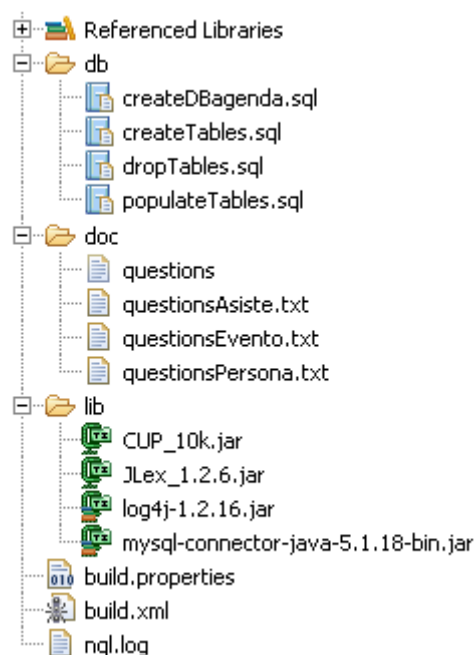 Referenced Libraries
db
createDBagenda.sql
createTables.sql
dropTables.sql
populateTables.sql
doc
questions
questionsAsiste.txt
questionsEvento.txt
questionsPersona.txt
lib
CUP_10k.jar
JLex_1.2.6.jar
log4j-1.2.16.jar
mysql-connector-java-5.1.18-bin.jar
build.properties
build.xml
nql.log